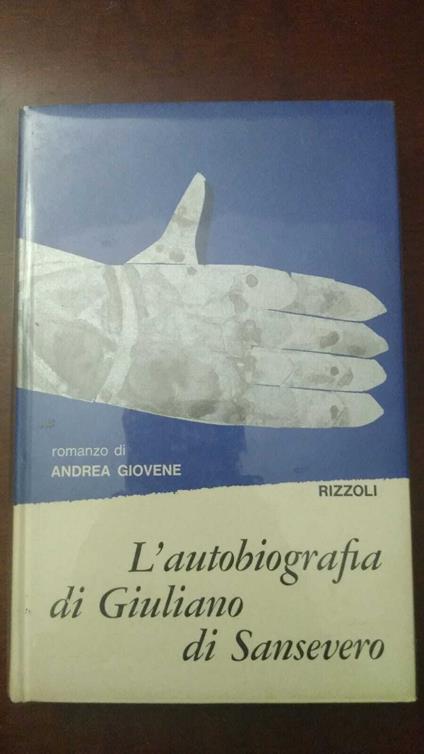 romanzo di
ANDREA GIOVENE
RIZZOLI
L'autobiografia
di Giuliano
di Sansevero